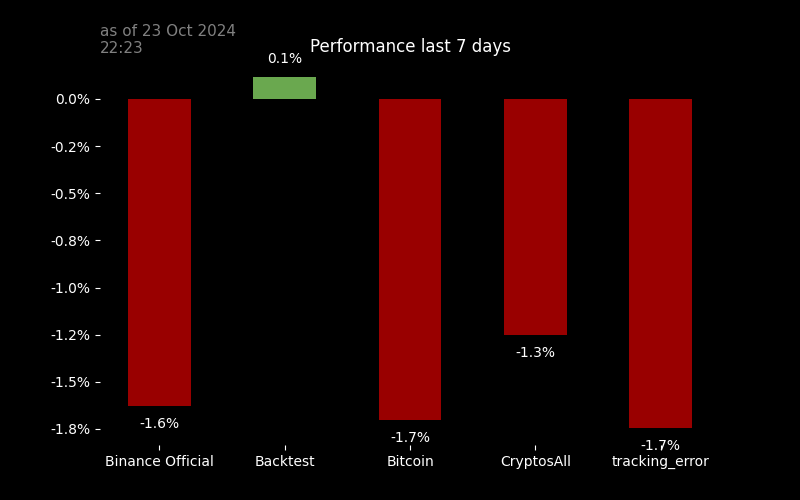 as of 23 Oct 2024
22:23
Performance last 7 days
0.1%
0.0%
-0.2%
-0.5%
-0.8%
-1.0%
-1.2%
-1.5%
-1.8%
-1.6%
-1.7%
-1.3%
-1.7%
Binance Official
Backtest
Bitcoin
CryptosAll
tracking_error